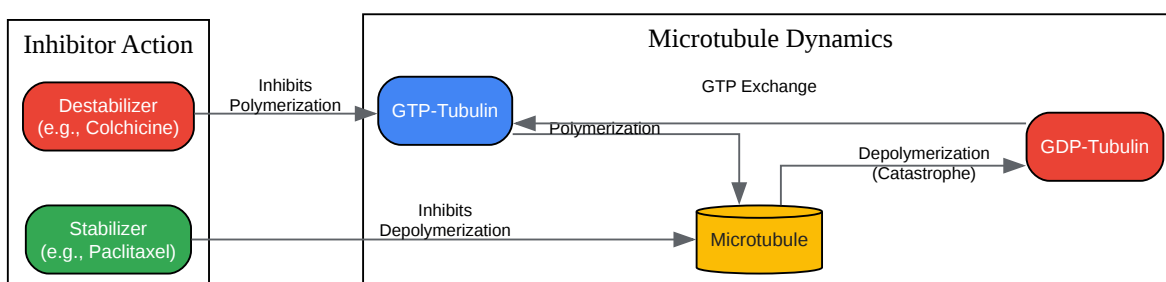 Inhibitor Action
Destabilizer
(e.g., Colchicine)
Stabilizer
(e.g., Paclitaxel)
Inhibits
Polymerization
Inhibits
Depolymerization
Microtubule Dynamics
GTP-Tubulin
GTP Exchange
Polymerization
Depolymerization
(Catastrophe)
GDP-Tubulin
Microtubule